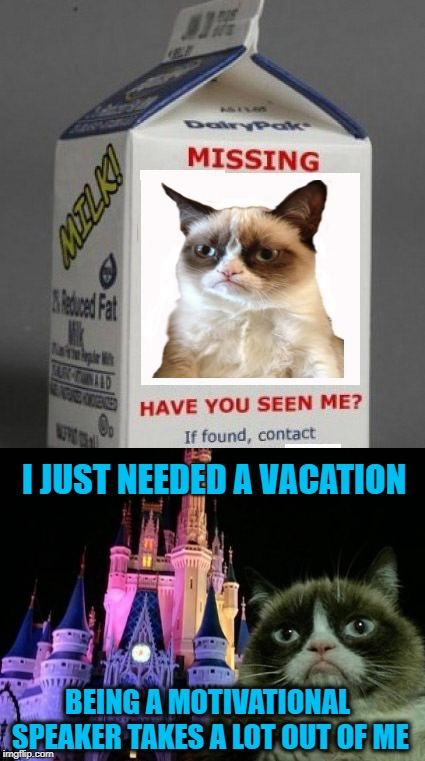 DairyPak
MISSING
MILK!
2% Reduced Fat
Milk
HAVE YOU SEEN ME?
If found, contact
I JUST NEEDED A VACATION
BEING A MOTIVATIONAL
SPEAKER TAKES A LOT OUT OF ME
imgflip.com